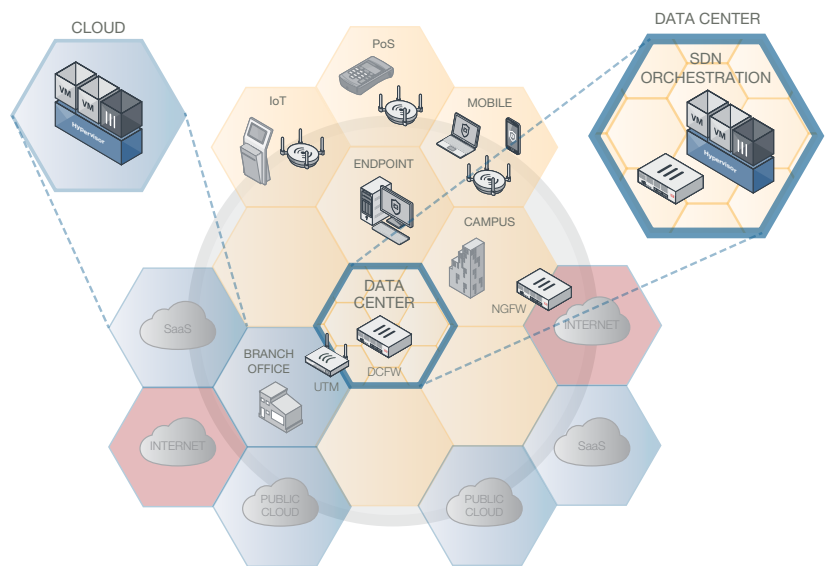 CLOUD
VM
VM
Hypervisor
DATA CENTER
SDN
ORCHESTRATION
VM
VM
Hypervisor
PoS
IoT
MOBILE
ENDPOINT
CAMPUS
DATA
CENTER
DCFW
NGFW
INTERNET
SaaS
BRANCH
OFFICE
UTM
INTERNET
SaaS
PUBLIC
CLOUD
PUBLIC
CLOUD